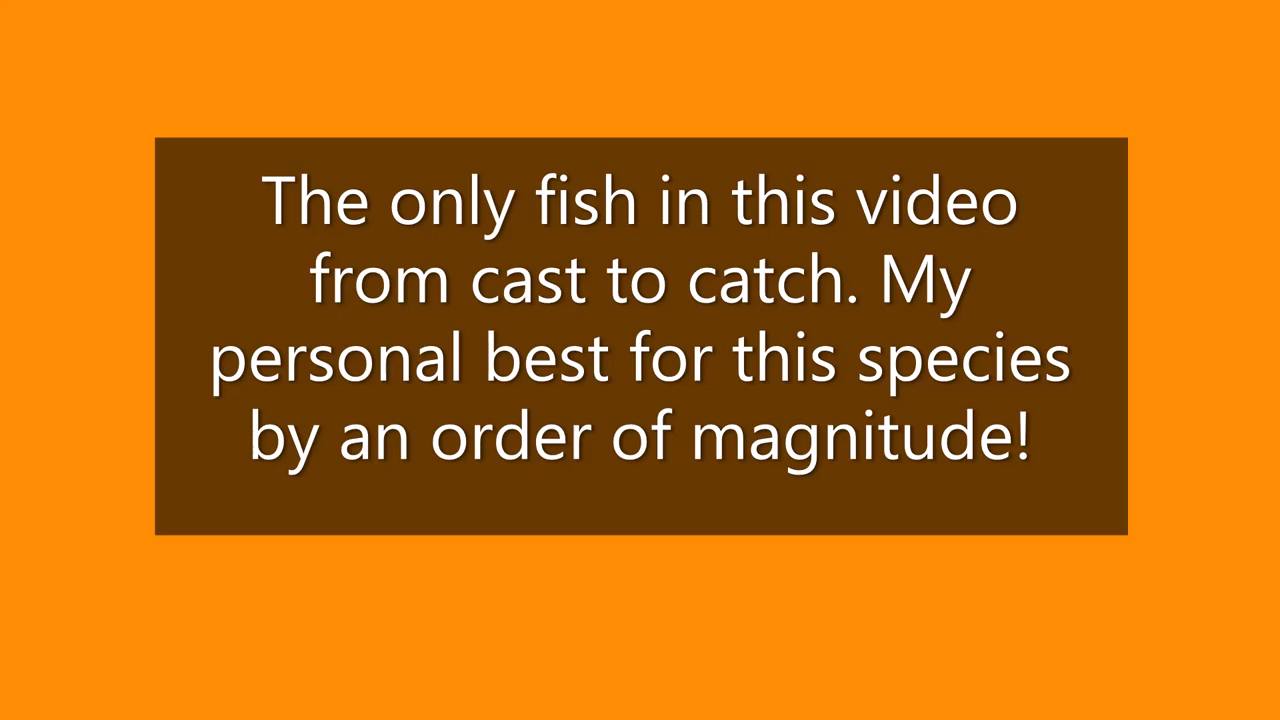 The only fish in this video
from cast to catch. My
personal best for this species
by an order of magnitude!